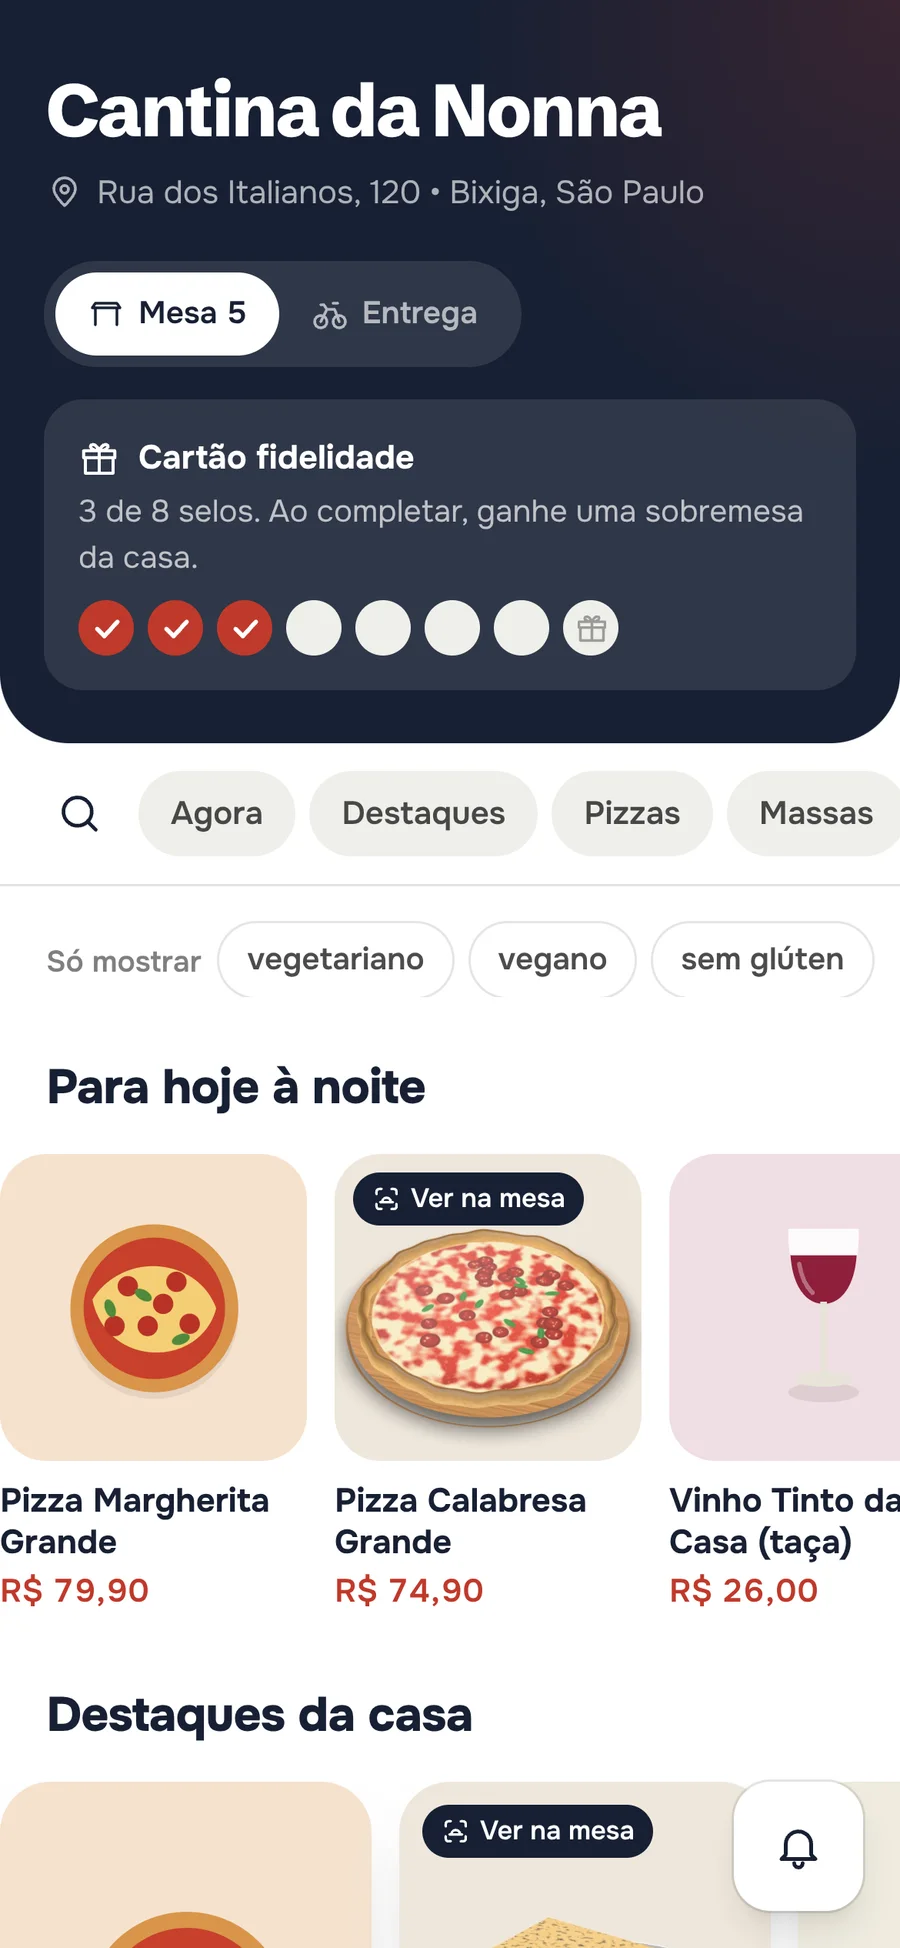 Cantina da Nonna
Rua dos Italianos, 120 • Bixiga, São Paulo
Mesa 5
Entrega
Cartão fidelidade
3 de 8 selos. Ao completar, ganhe uma sobremesa
da casa.
Agora
Destaques
Pizzas
Massas
Só mostrar
vegetariano
vegano
sem glúten
Para hoje à noite
Ver na mesa
Pizza Margherita
Grande
R$ 79,90
Pizza Calabresa
Grande
R$ 74,90
Vinho Tinto da
Casa (taça)
R$ 26,00
Destaques da casa
Ver na mesa